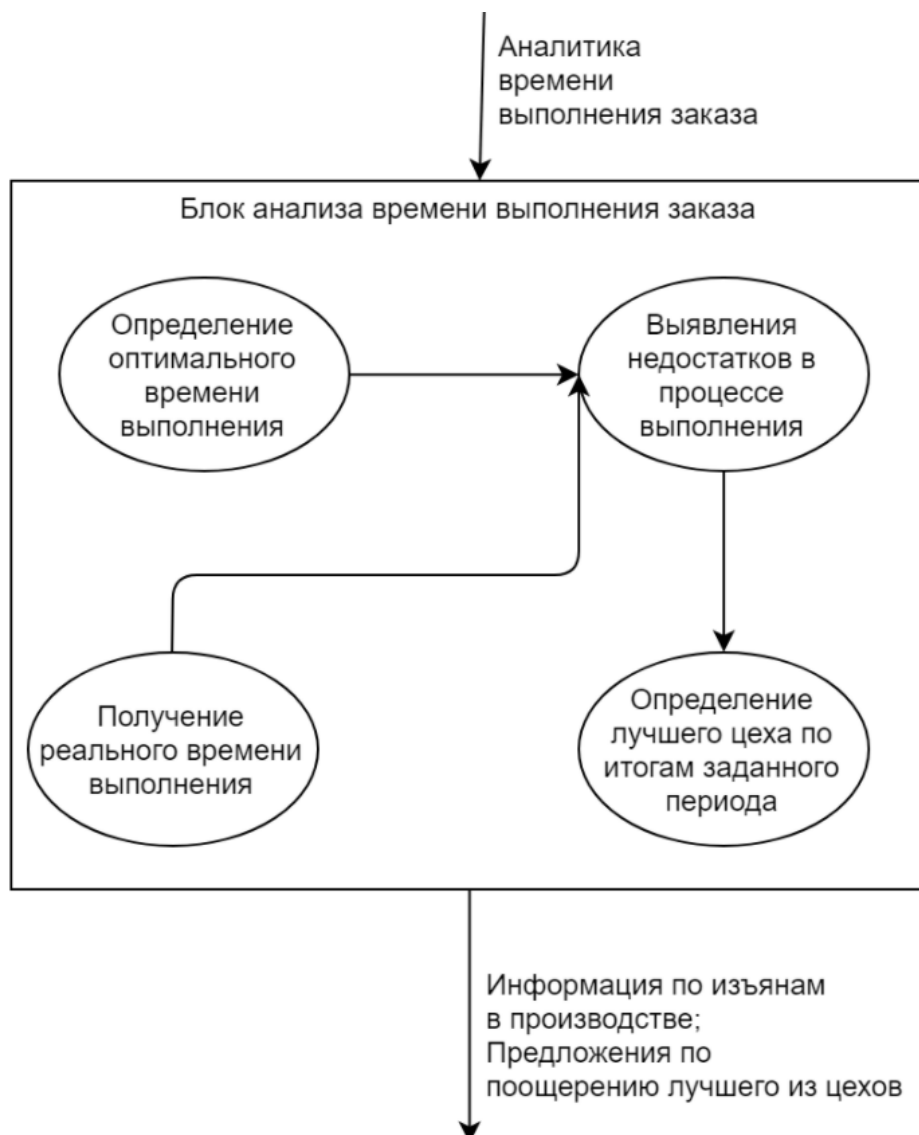 Аналитика
времени
выполнения заказа
Блок анализа времени выполнения заказа
Определение
оптимального
времени
выполнения
Выявления
недостатков в
процессе
выполнения
Получение
реального времени
выполнения
Определение
лучшего цеха по
итогам заданного
периода
Информация по изъянам
в производстве;
Предложения по
поощерению лучшего из цехов